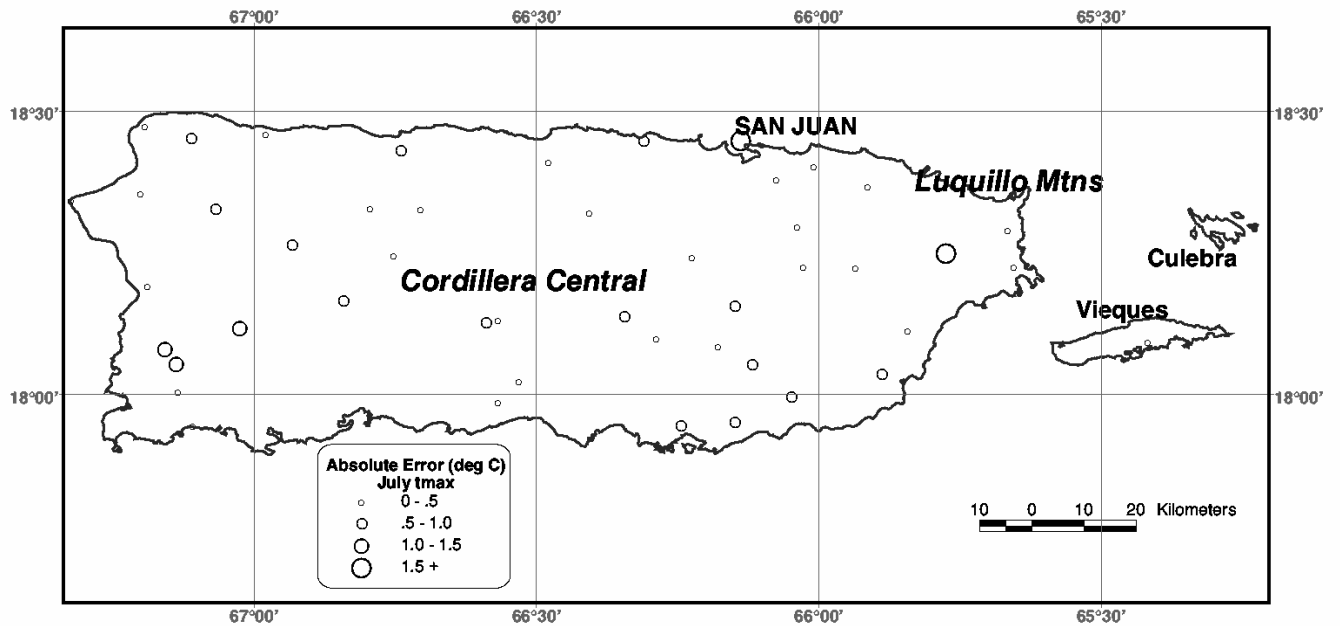 67°00' 66°30' 66°00' 65°30'
18°30' 18°30'
SAN JUAN
Luquillo Mtns
Culebra
Cordillera Central
Vieques
18°00' 18°00'
Absolute Error (deg C)
July tmax
0 - .5
.5 - 1.0
1.0 - 1.5
1.5 +
10 0 10 20 Kilometers
67°00' 66°30' 66°00' 65°30'